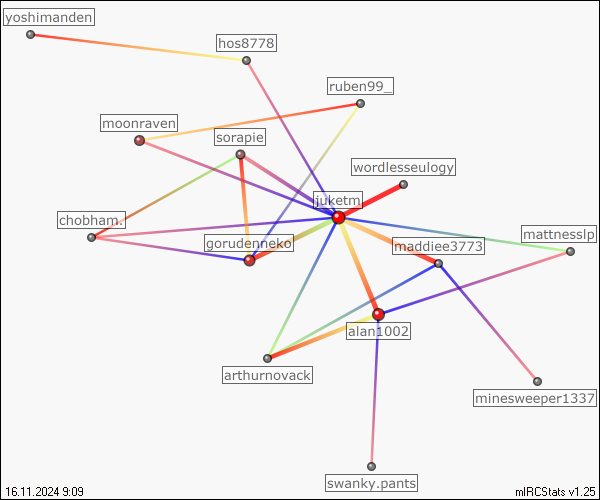 yoshimanden
hos8778
ruben99_
moonraven
sorapie
wordlesseulogy
juketm
chobham.
mattnesslp
gorudenneko
maddiee3773
alan1002
arthurnovack
minesweeper1337
swanky.pants
16.11.2024 9:09
mIRCStats v1.25